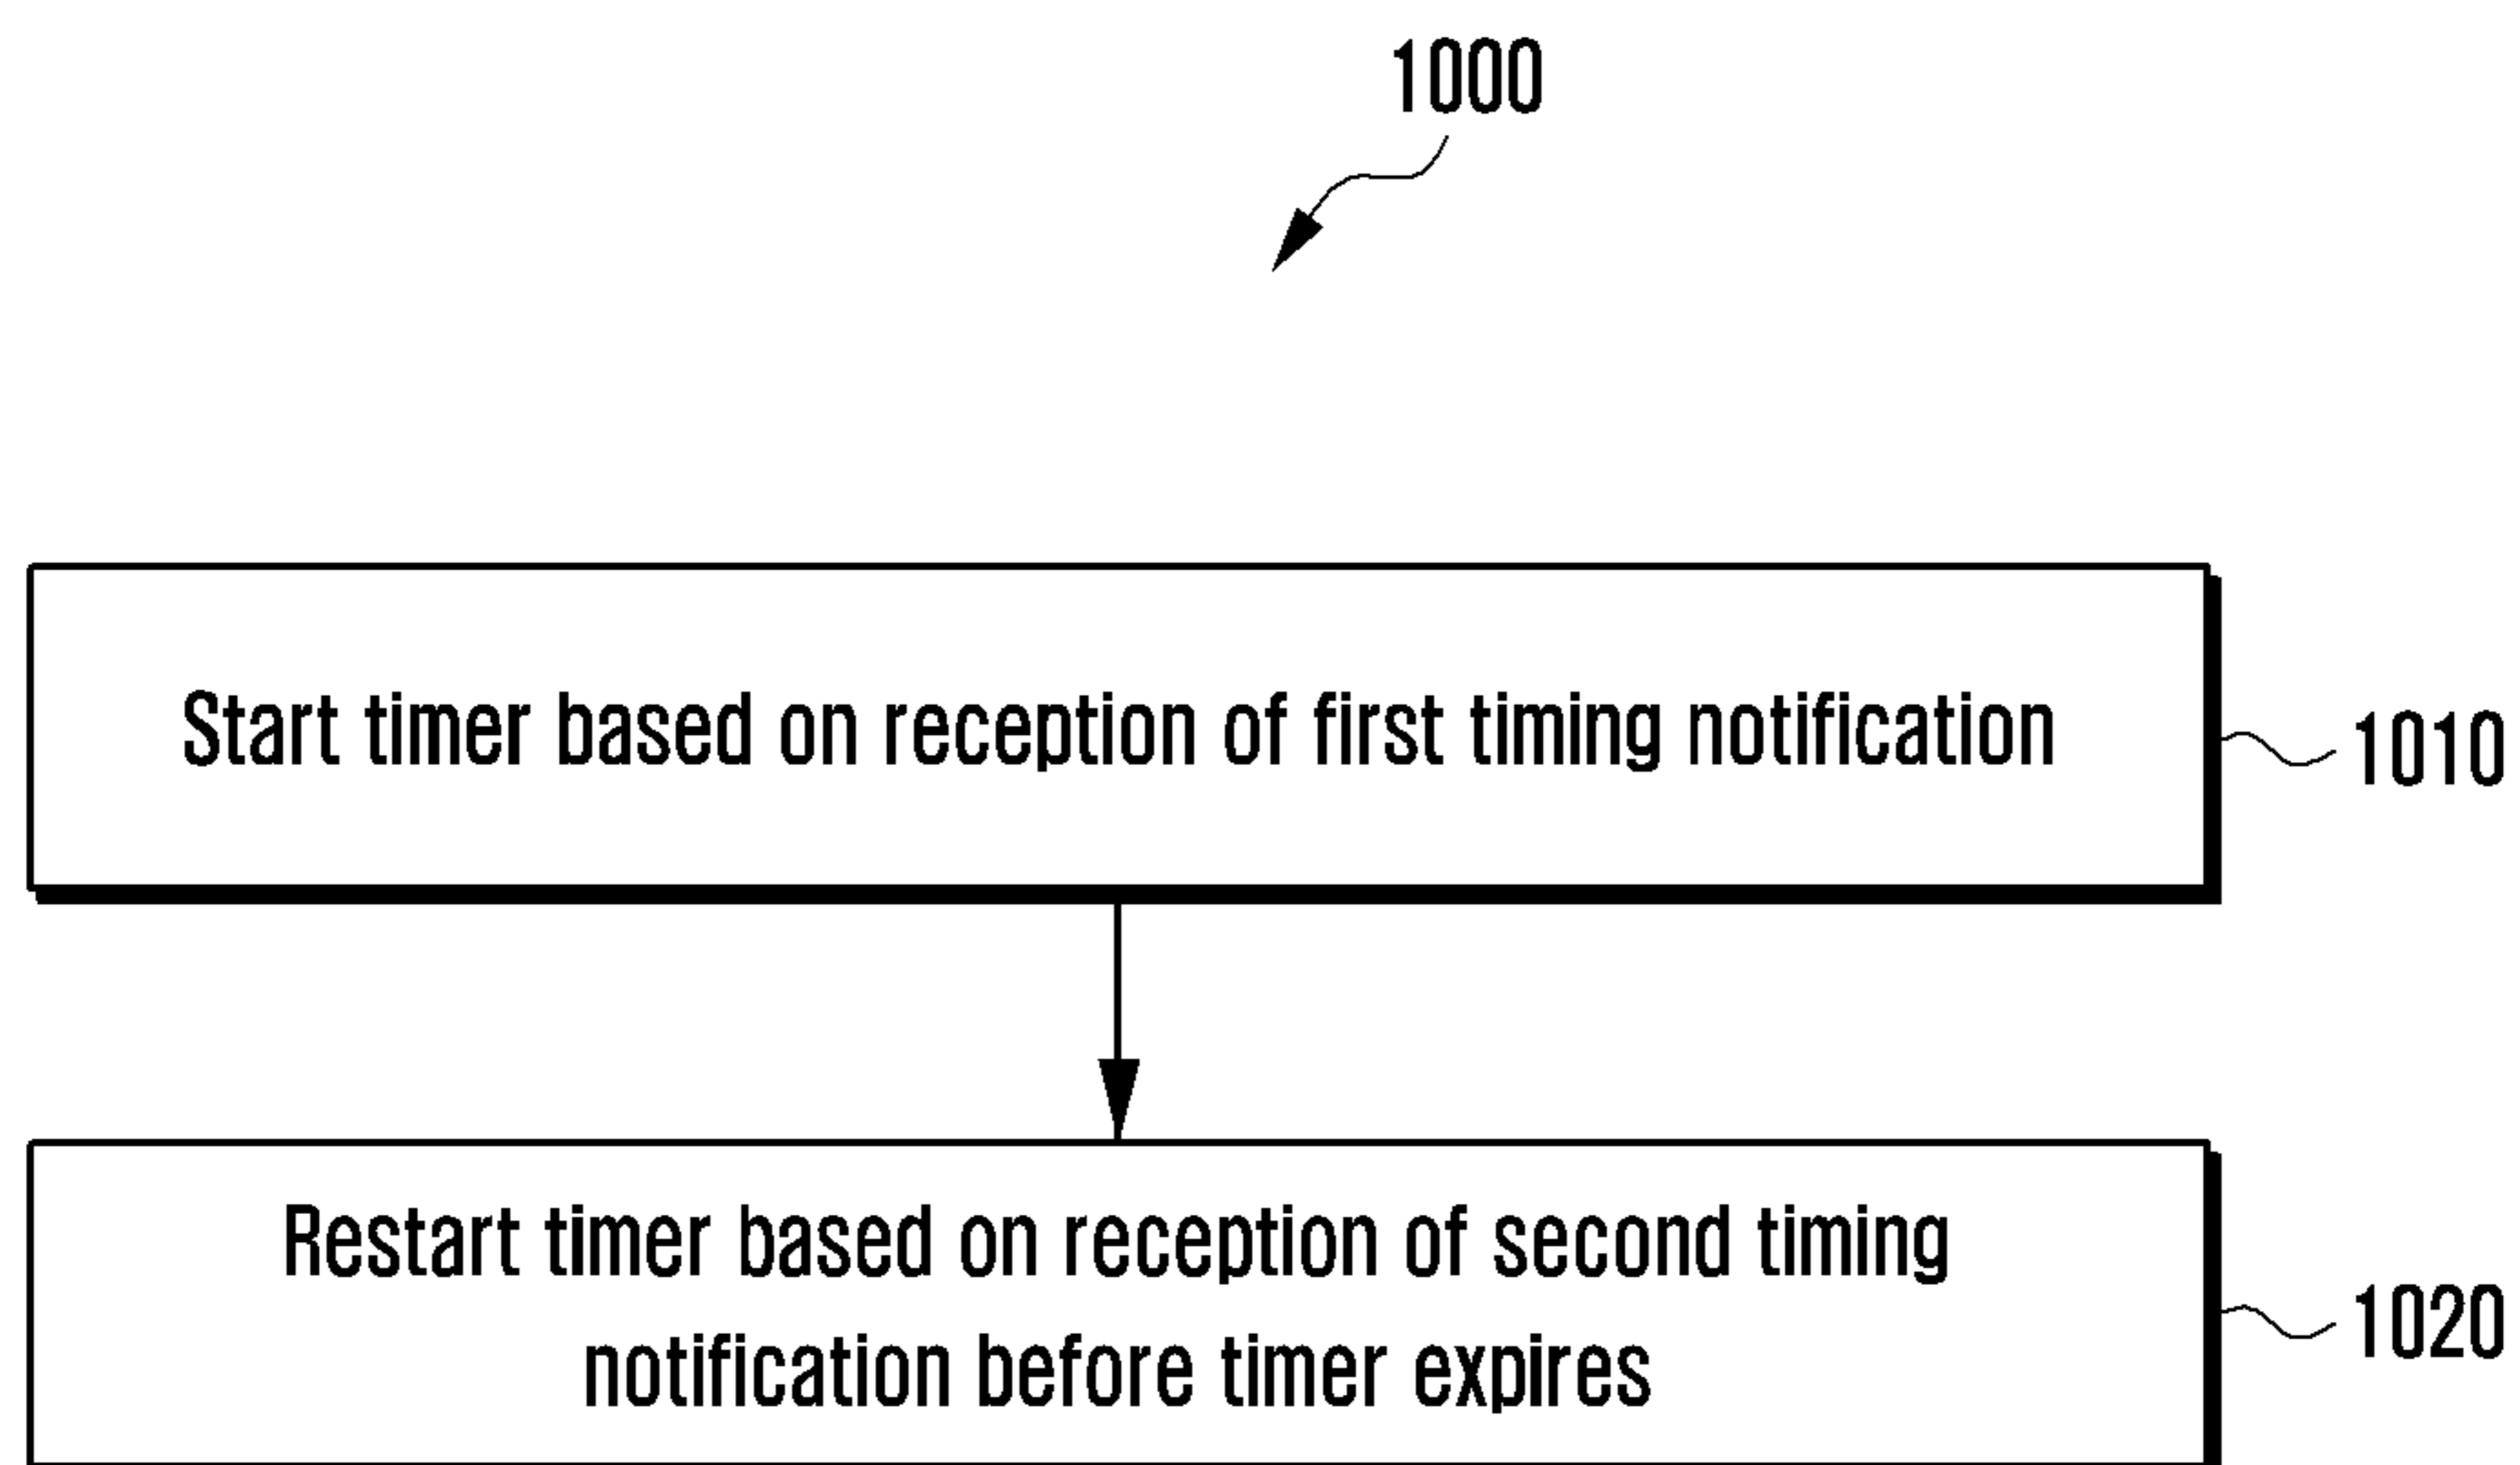 1000
Start timer based on reception of first timing notification
1010
Restart timer based on reception of second timing
notification before timer expires
1020